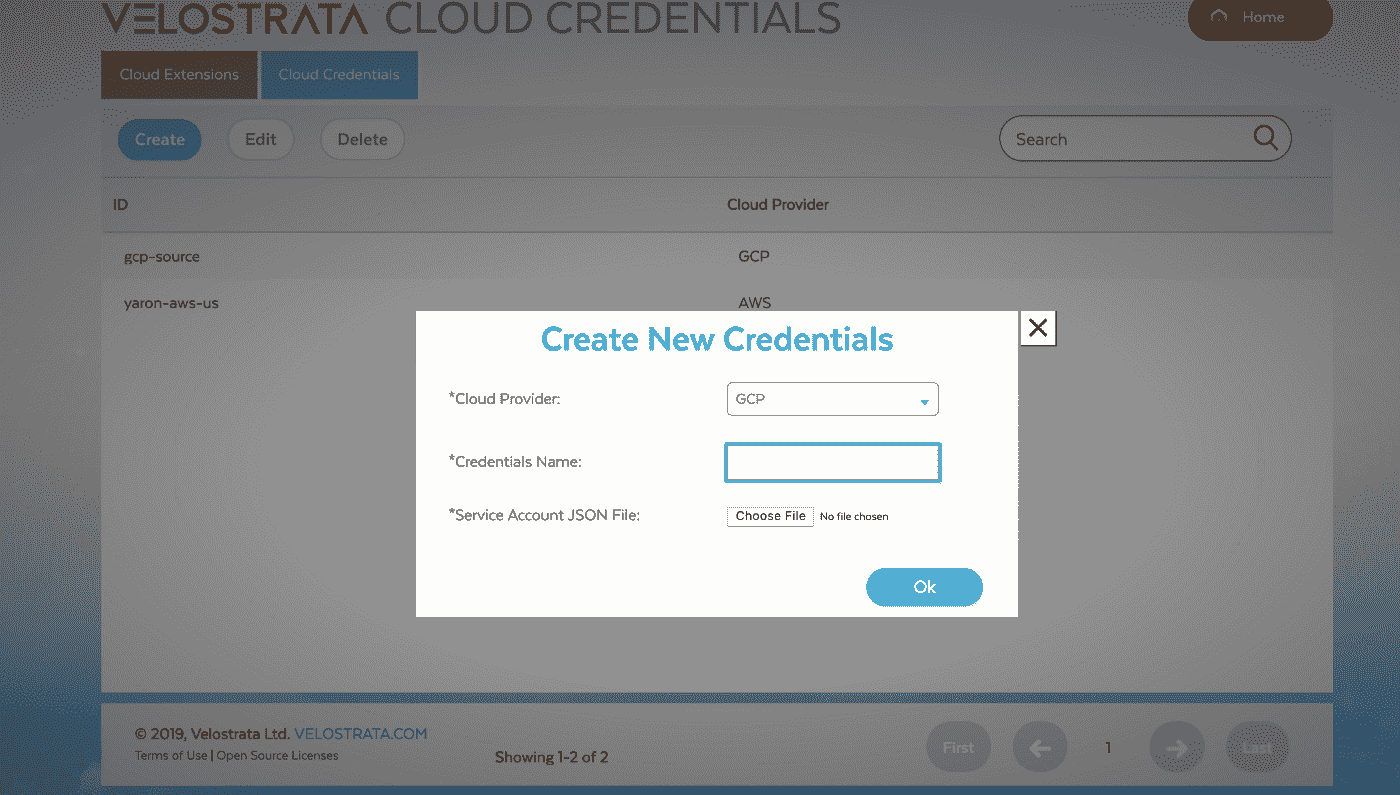 VELOSTRATA CLOUD CREDENTIALS
Home
Cloud Extensions
Cloud Credentials
Create
Edit
Delete
Search
ID
Cloud Provider
gcp-source
GCP
yaron-aws-us
AWS
Create New Credentials
*Cloud Provider:
GCP
*Credentials Name:
*Service Account JSON File:
Choose File
No file chosen
Ok
© 2019, Velostrata Ltd. VELOSTRATA.COM
Terms of Use | Open Source Licenses
Showing 1-2 of 2
First
1
Last